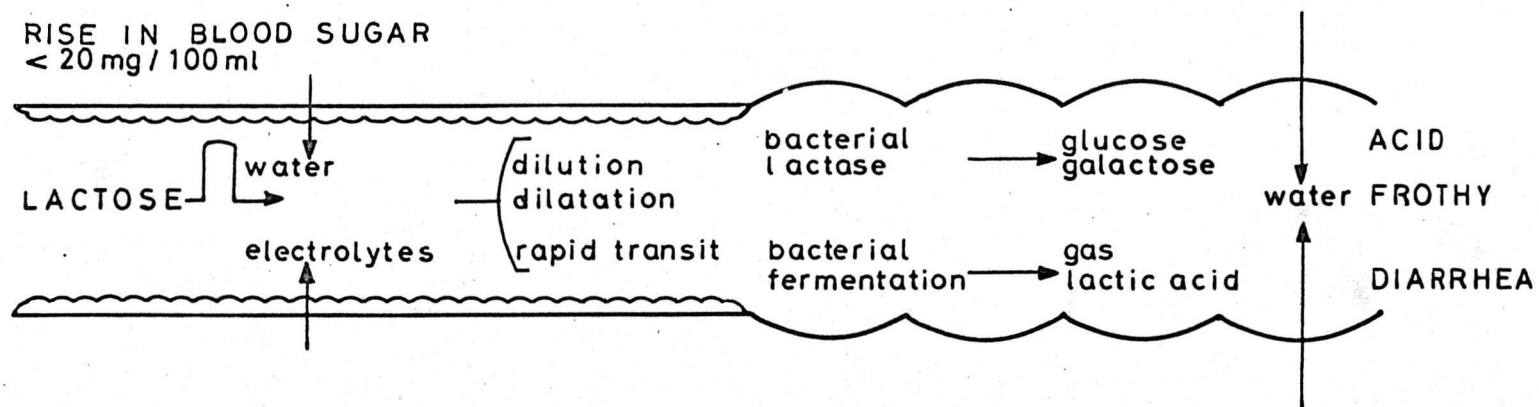 RISE IN BLOOD SUGAR
< 20 mg / 100 ml
LACTOSE
water
electrolytes
dilution
dilatation
rapid transit
bacterial
lactase
glucose
galactose
bacterial
fermentation
gas
lactic acid
water
ACID
FROTHY
DIARRHEA